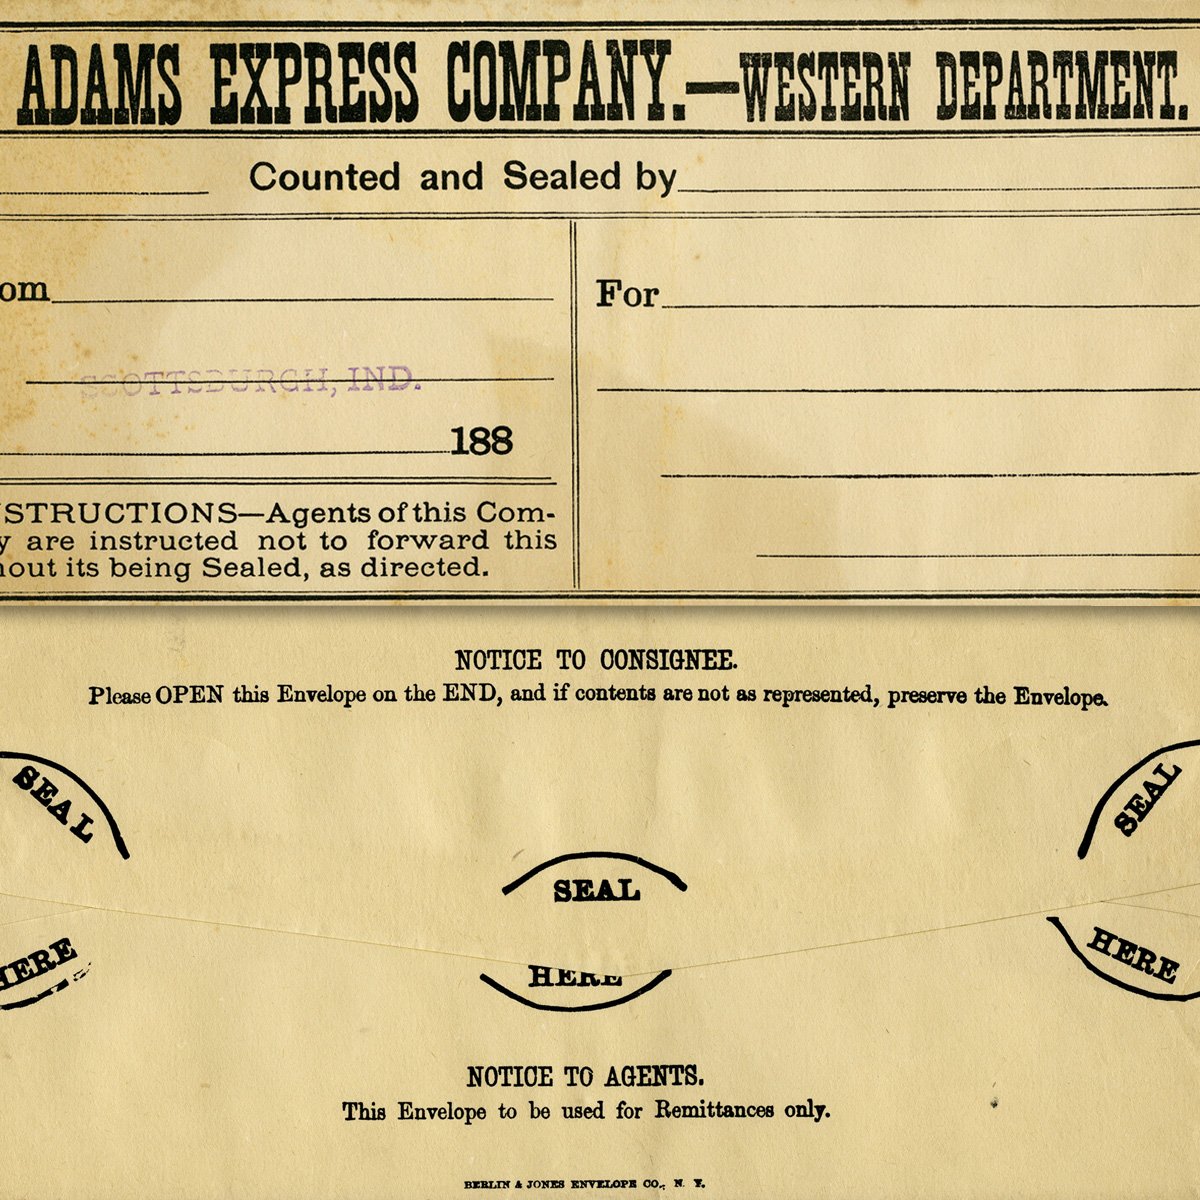 ADAMS EXPRESS COMPANY.—WESTERN DEPARTMENT.
Counted and Sealed by
om
For
SCOTTSBURGH, IND.
188
STRUCTIONS—Agents of this Com-
y are instructed not to forward this
hout its being Sealed, as directed.
NOTICE TO CONSIGNEE.
Please OPEN this Envelope on the END, and if contents are not as represented, preserve the Envelope.
SEAL
SEAL
SEAL
HERE
HERE
HERE
NOTICE TO AGENTS.
This Envelope to be used for Remittances only.
BERLIN & JONES ENVELOPE CO., N. Y.